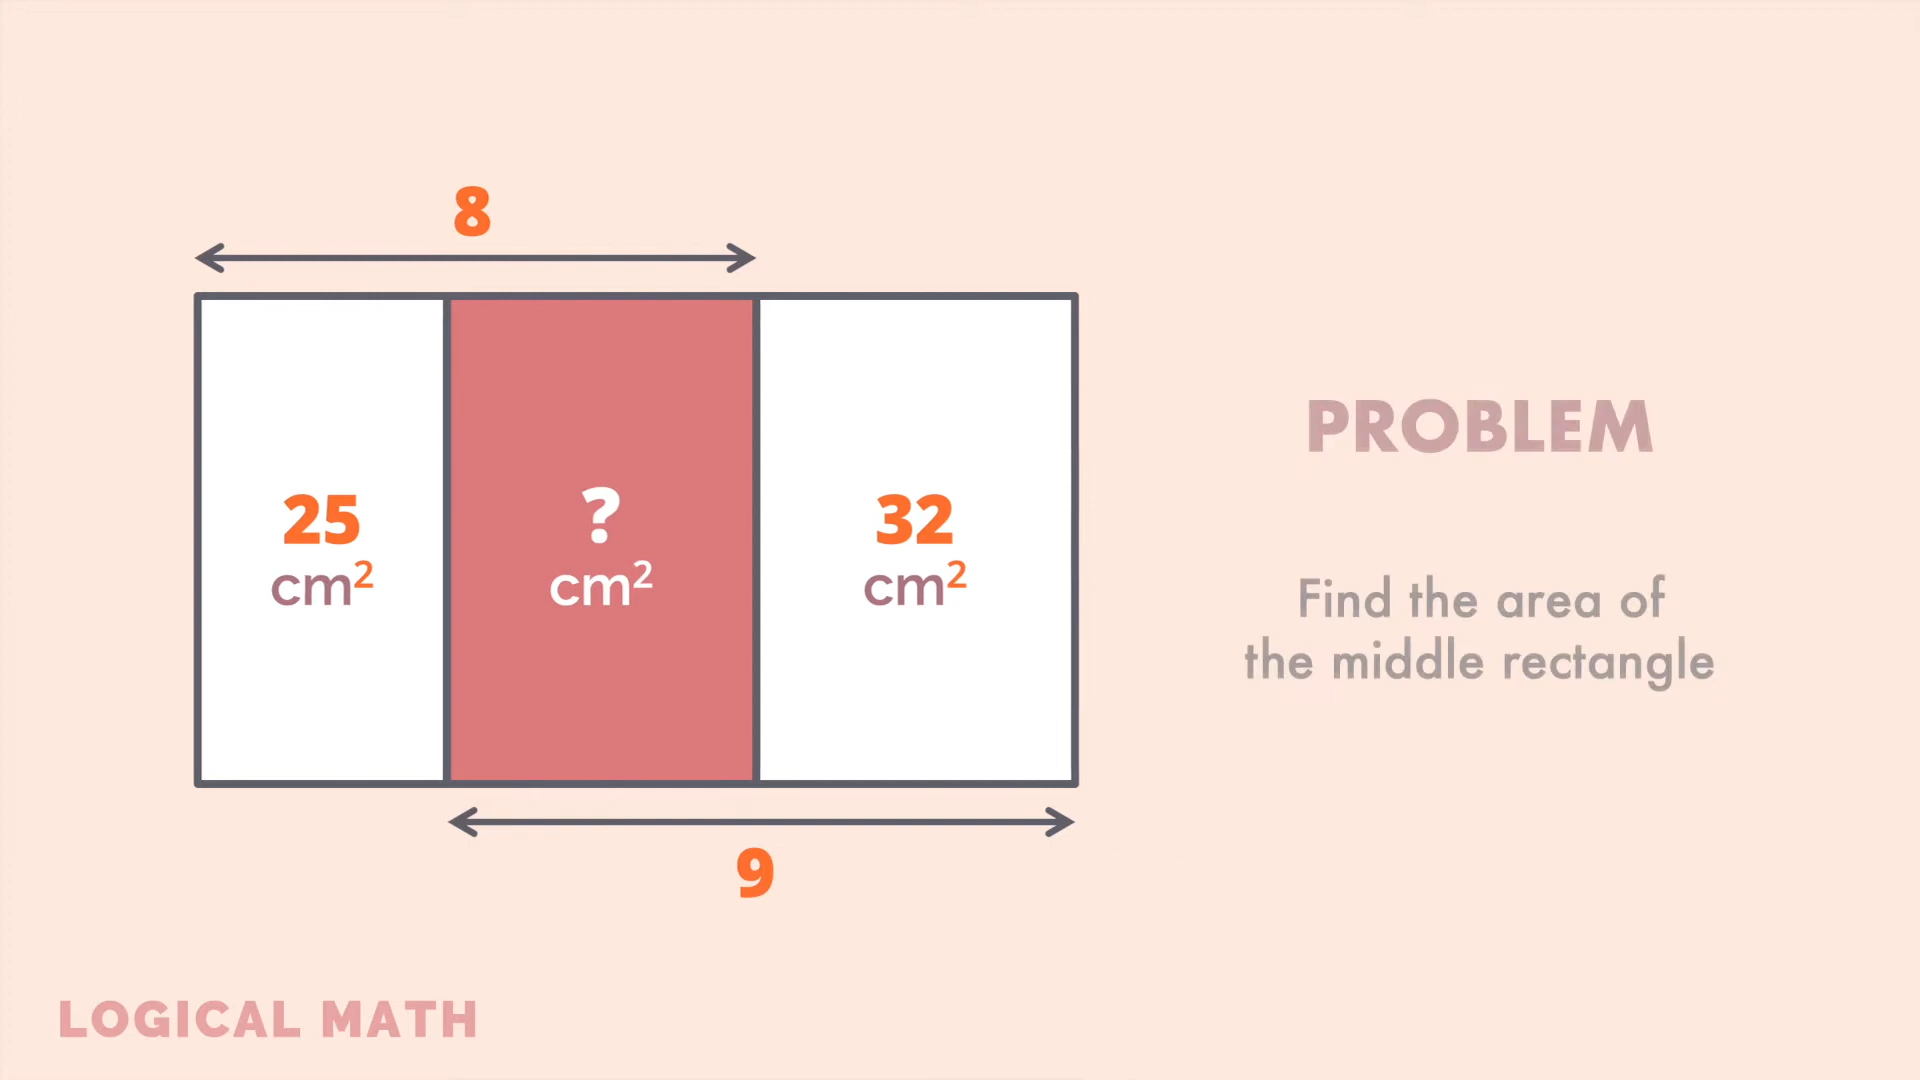 8
25
cm²
?
cm²
32
cm²
9
PROBLEM
Find the area of
the middle rectangle
LOGICAL MATH